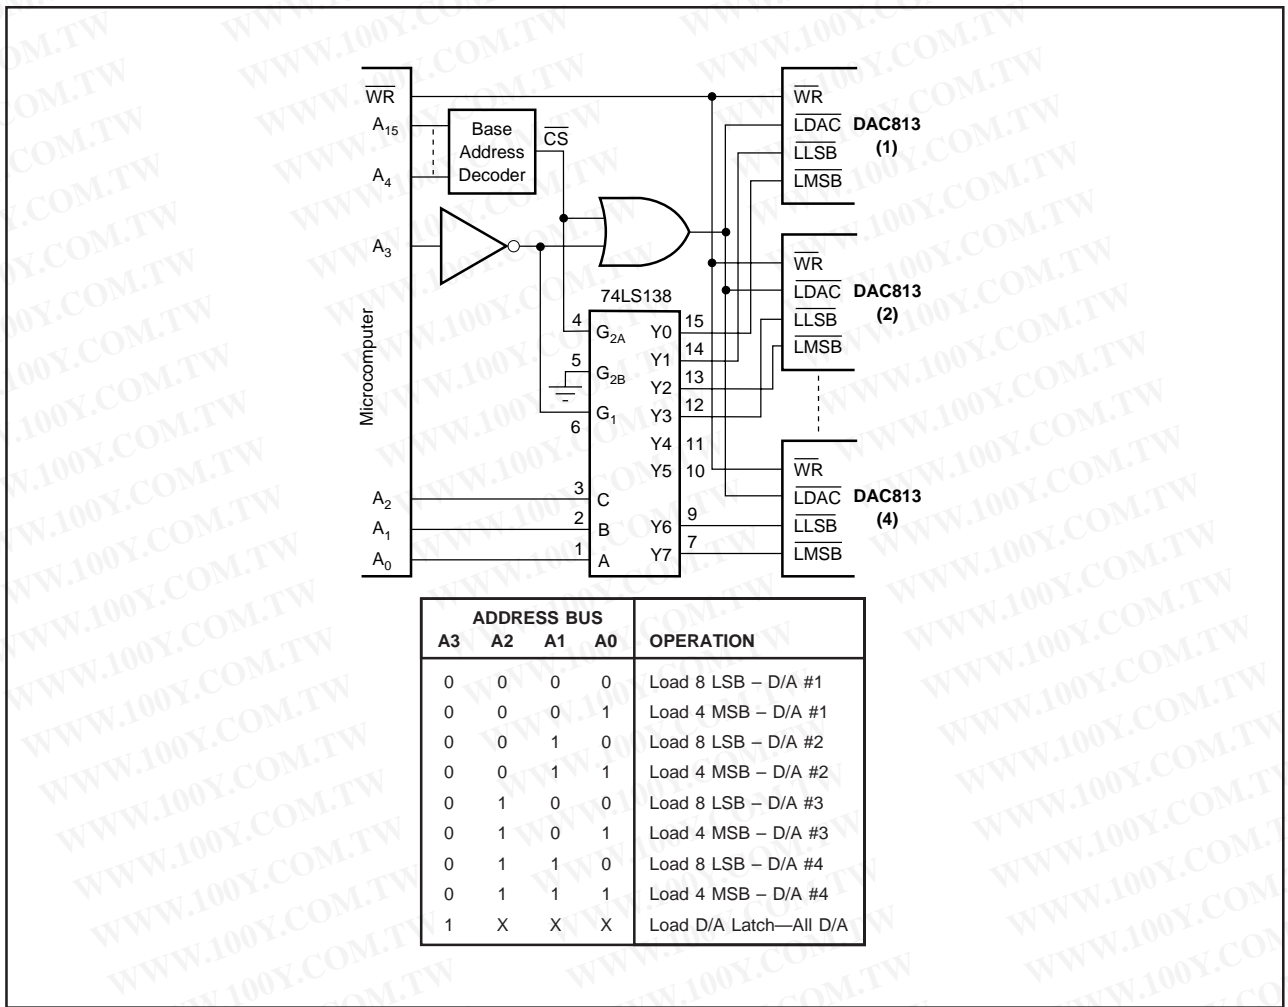 WWW.100Y.COM.TW
WR
A15
A4
A3
Microcomputer
A2
A1
A0
Base
Address
Decoder
CS
74LS138
4 G2A Y0 15
5 G2B Y1 14
Y2 13
6 G1 Y3 12
Y4 11
Y5 10
3 C
2 B Y6 9
1 A Y7 7
WR
LDAC DAC813
LLSB (1)
LMSB
WR
LDAC DAC813
LLSB (2)
LMSB
WR
LDAC DAC813
LLSB (4)
LMSB
ADDRESS BUS
A3 A2 A1 A0 OPERATION
0 0 0 0 Load 8 LSB – D/A #1
0 0 0 1 Load 4 MSB – D/A #1
0 0 1 0 Load 8 LSB – D/A #2
0 0 1 1 Load 4 MSB – D/A #2
0 1 0 0 Load 8 LSB – D/A #3
0 1 0 1 Load 4 MSB – D/A #3
0 1 1 0 Load 8 LSB – D/A #4
0 1 1 1 Load 4 MSB – D/A #4
1 X X X Load D/A Latch—All D/A